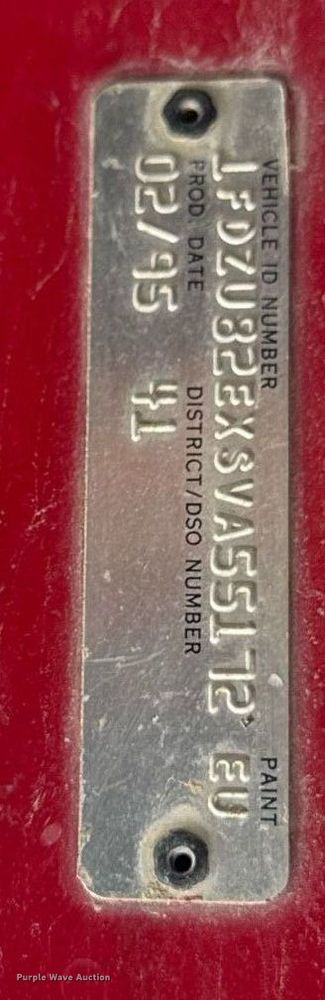 VEHICLE ID NUMBER PAINT
1FDZU82EXSVA55172 EU
PROD. DATE DISTRICT/DSO NUMBER
02/95 41
Purple Wave Auction